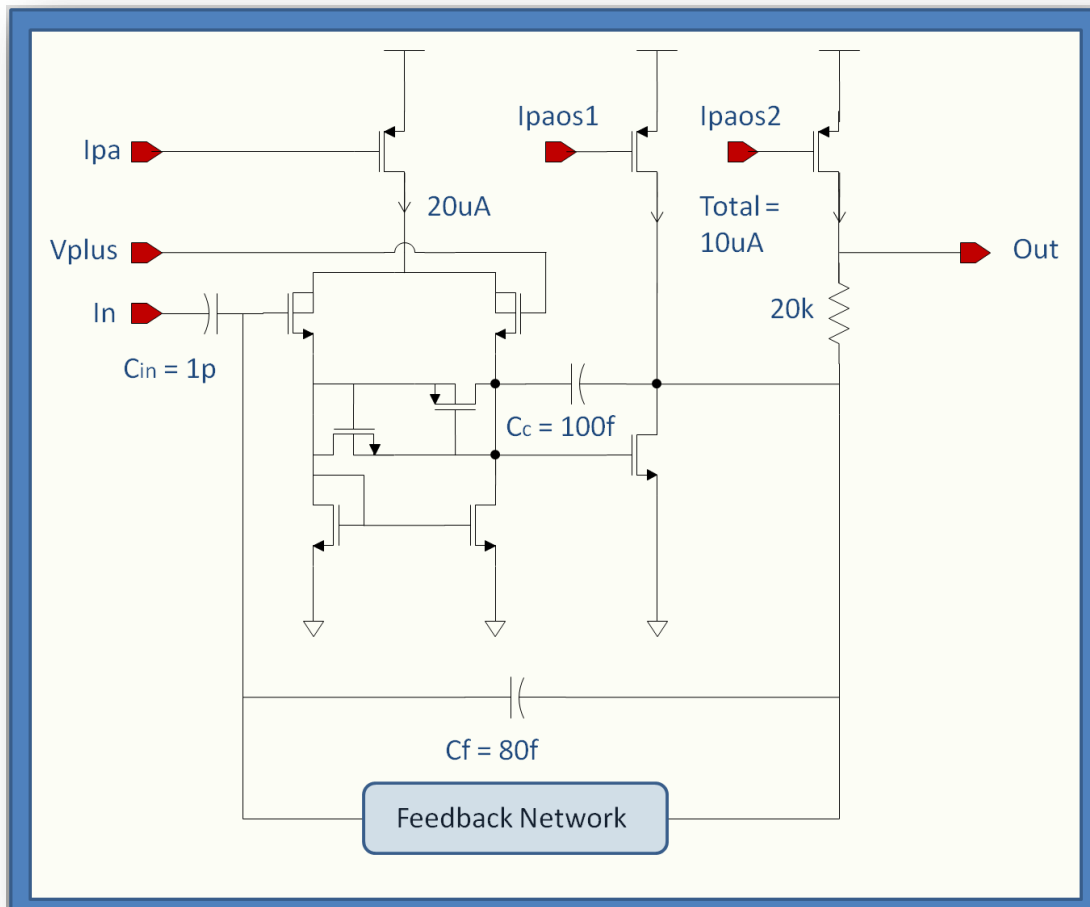 Ipaos1
Ipaos2
Ipa
20uA
Total =
10uA
Vplus
Out
In
20k
Cin = 1p
Cc = 100f
Cf = 80f
Feedback Network